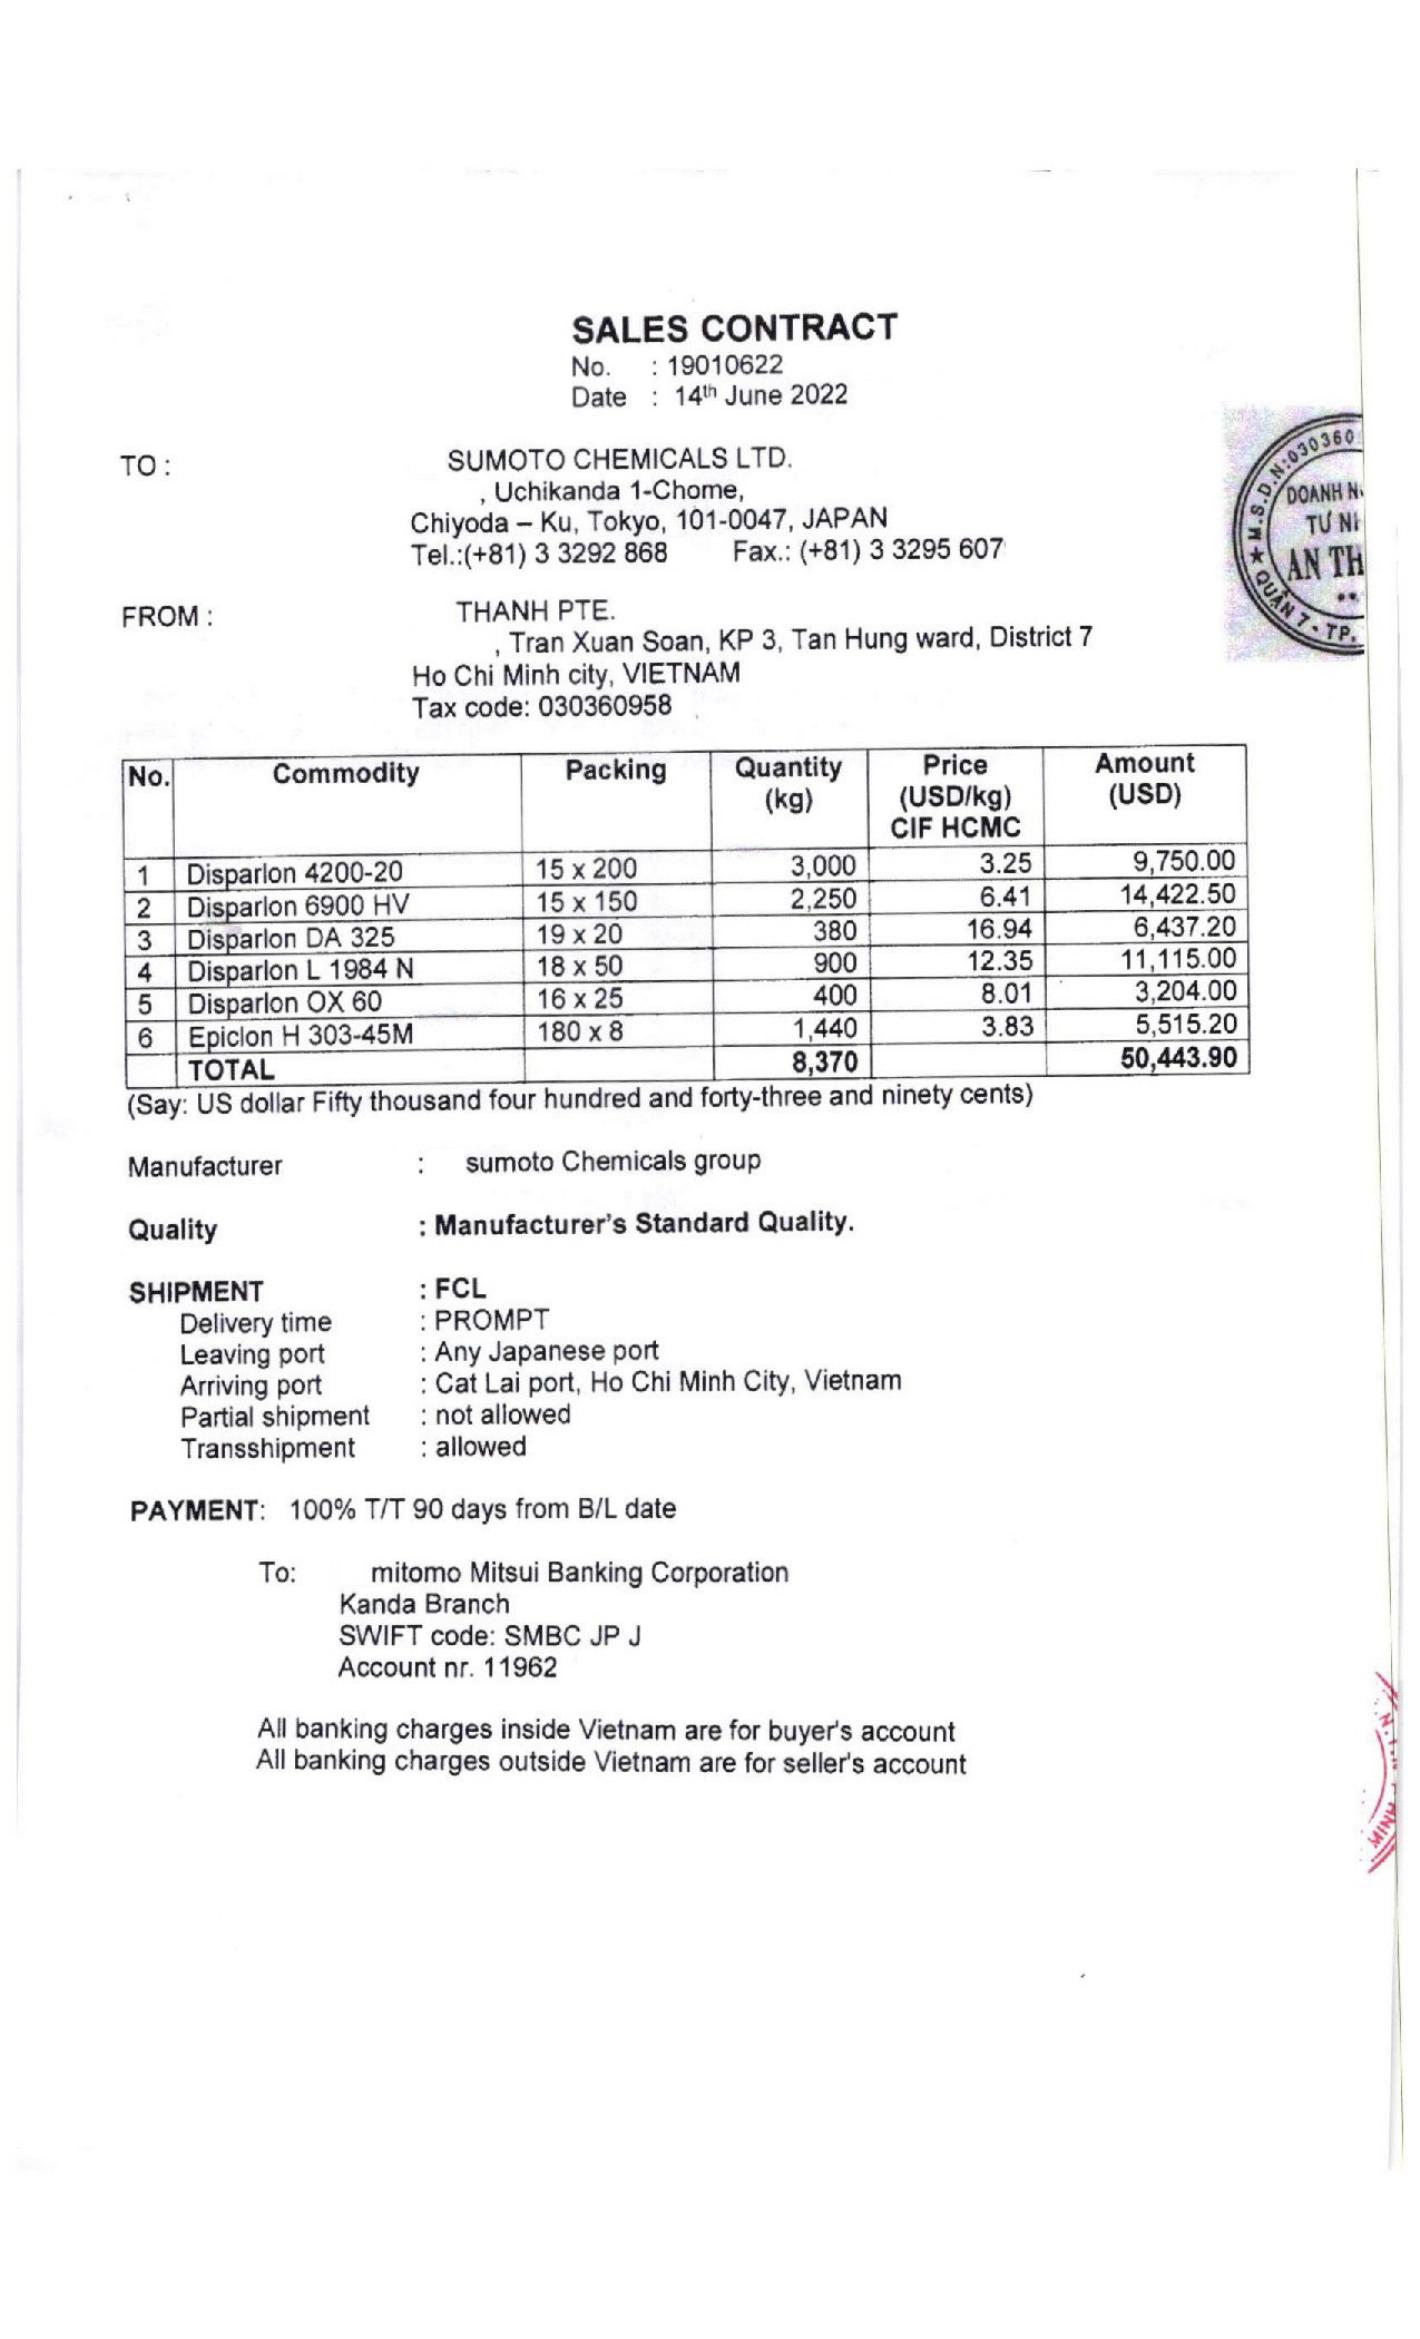 SALES CONTRACT
No. : 19010622
Date : 14th June 2022
TO : SUMOTO CHEMICALS LTD.
, Uchikanda 1-Chome,
Chiyoda – Ku, Tokyo, 101-0047, JAPAN
Tel.:(+81) 3 3292 868 Fax.: (+81) 3 3295 607
FROM : THANH PTE.
, Tran Xuan Soan, KP 3, Tan Hung ward, District 7
Ho Chi Minh city, VIETNAM
Tax code: 030360958
★ M.S.D.N:030360
DOANH N
TƯ N
AN TH
QUẬN 7 - TP.
No. Commodity Packing Quantity (kg) Price (USD/kg) CIF HCMC Amount (USD)
1 Disparlon 4200-20 15 x 200 3,000 3.25 9,750.00
2 Disparlon 6900 HV 15 x 150 2,250 6.41 14,422.50
3 Disparlon DA 325 19 x 20 380 16.94 6,437.20
4 Disparlon L 1984 N 18 x 50 900 12.35 11,115.00
5 Disparlon OX 60 16 x 25 400 8.01 3,204.00
6 Epiclon H 303-45M 180 x 8 1,440 3.83 5,515.20
TOTAL 8,370 50,443.90
(Say: US dollar Fifty thousand four hundred and forty-three and ninety cents)
Manufacturer : sumoto Chemicals group
Quality : Manufacturer's Standard Quality.
SHIPMENT : FCL
Delivery time : PROMPT
Leaving port : Any Japanese port
Arriving port : Cat Lai port, Ho Chi Minh City, Vietnam
Partial shipment : not allowed
Transshipment : allowed
PAYMENT: 100% T/T 90 days from B/L date
To: mitomo Mitsui Banking Corporation
Kanda Branch
SWIFT code: SMBC JP J
Account nr. 11962
All banking charges inside Vietnam are for buyer's account
All banking charges outside Vietnam are for seller's account
MINH